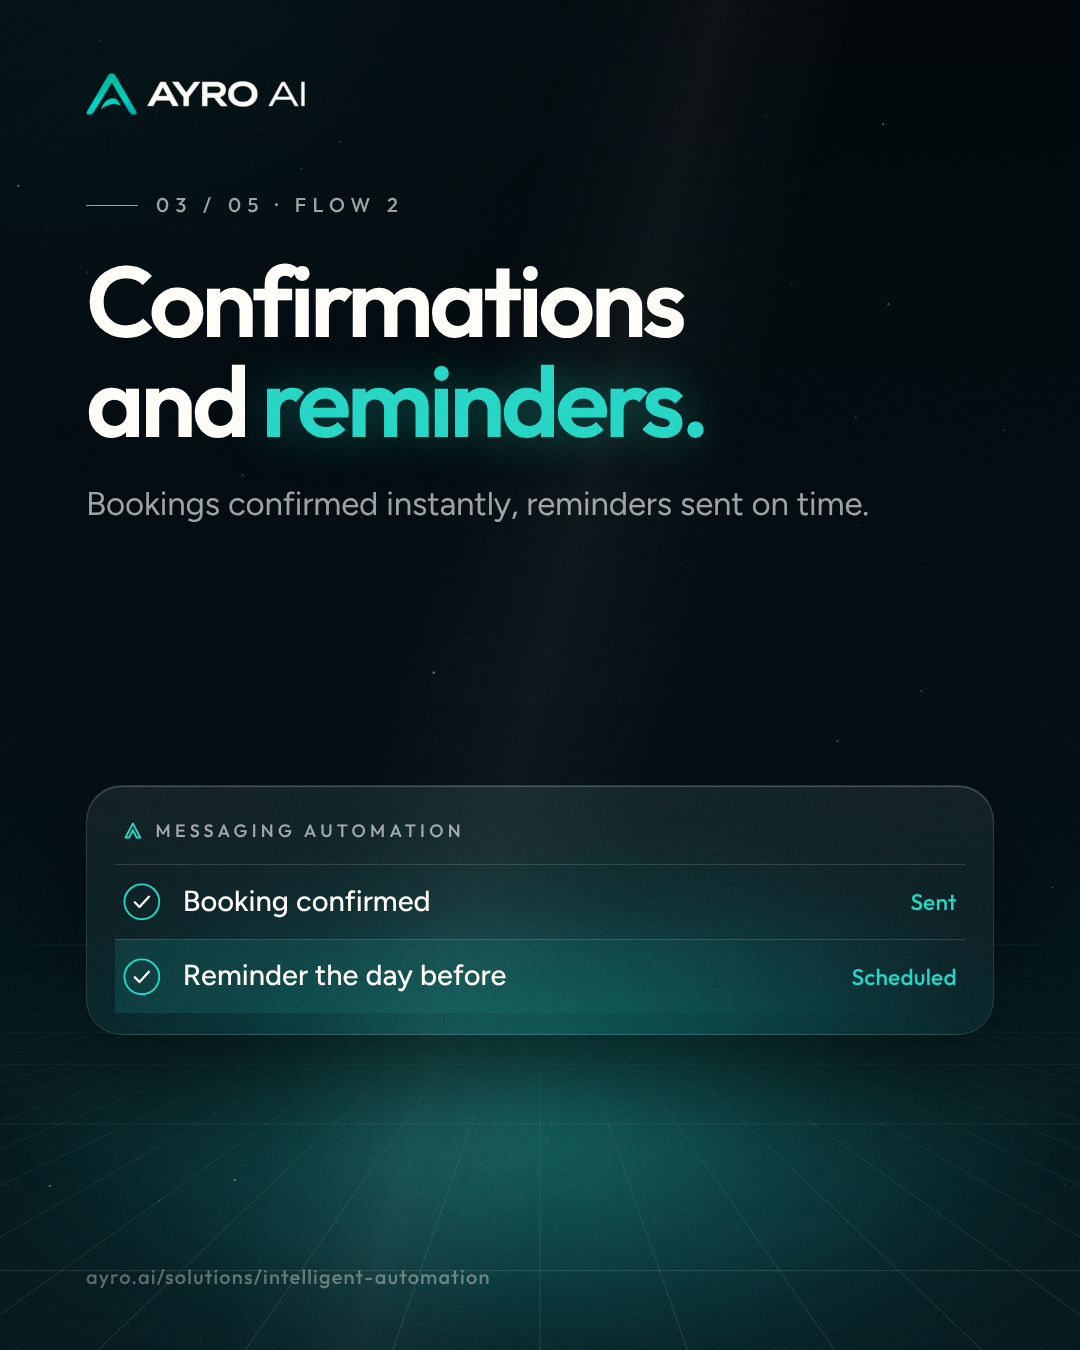 AYRO AI
03 / 05 · FLOW 2
Confirmations
and reminders.
Bookings confirmed instantly, reminders sent on time.
MESSAGING AUTOMATION
Booking confirmed
Sent
Reminder the day before
Scheduled
ayro.ai/solutions/intelligent-automation